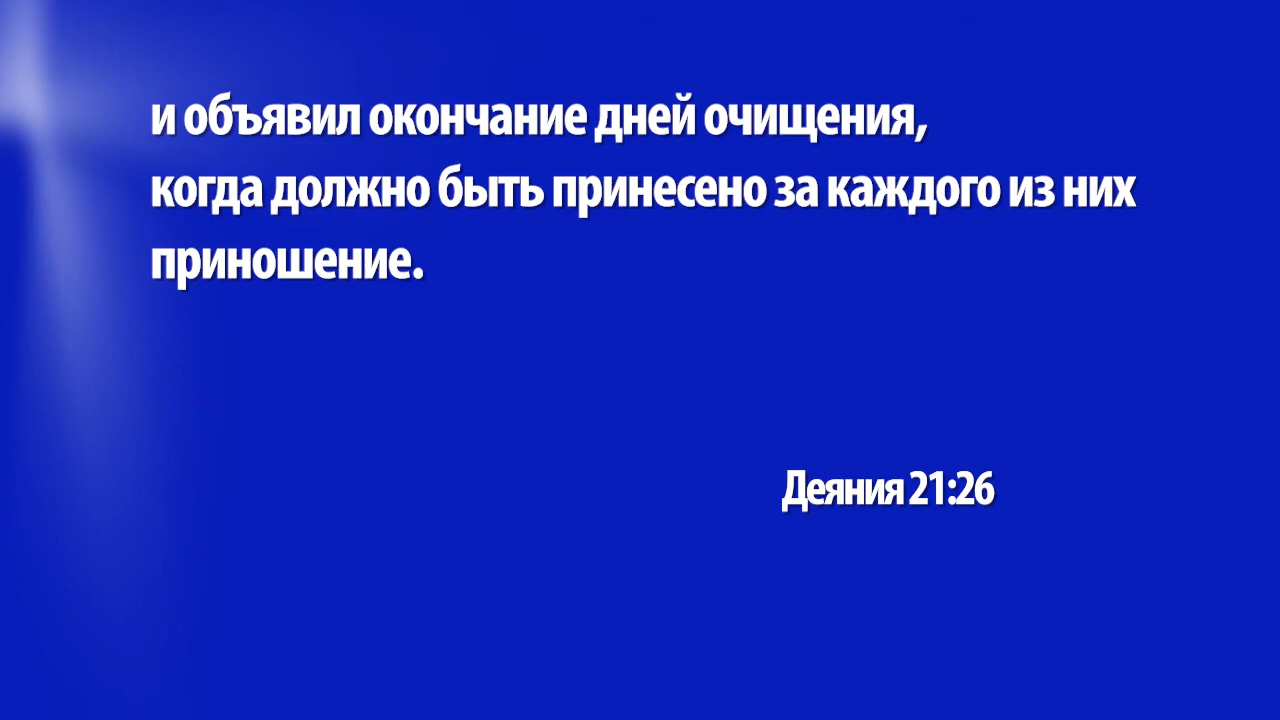 и объявил окончание дней очищения,
когда должно быть принесено за каждого из них
приношение.
Деяния 21:26